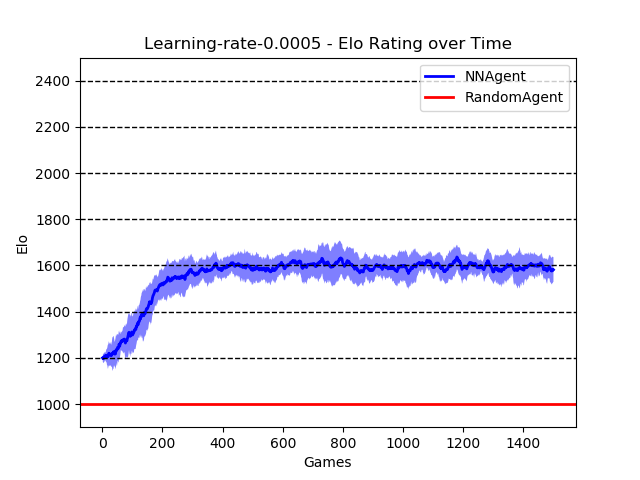 Learning-rate-0.0005 - Elo Rating over Time
NNAgent
RandomAgent
2400
2200
2000
1800
1600
1400
1200
1000
Elo
0 200 400 600 800 1000 1200 1400
Games